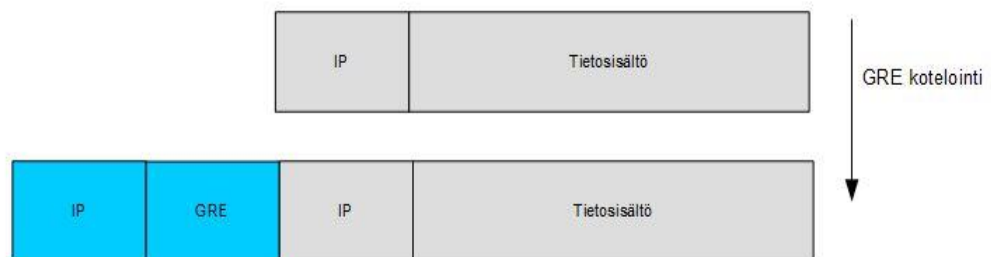 IP Tietosisältö
GRE kotelointi
IP GRE IP Tietosisältö